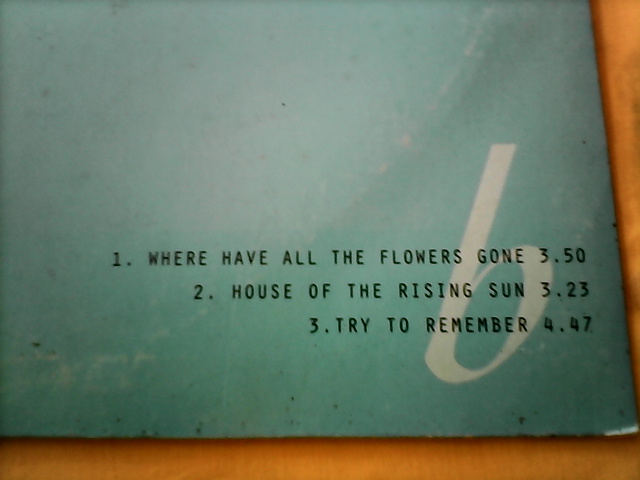 b
1. WHERE HAVE ALL THE FLOWERS GONE 3.50
2. HOUSE OF THE RISING SUN 3.23
3.TRY TO REMEMBER 4.47